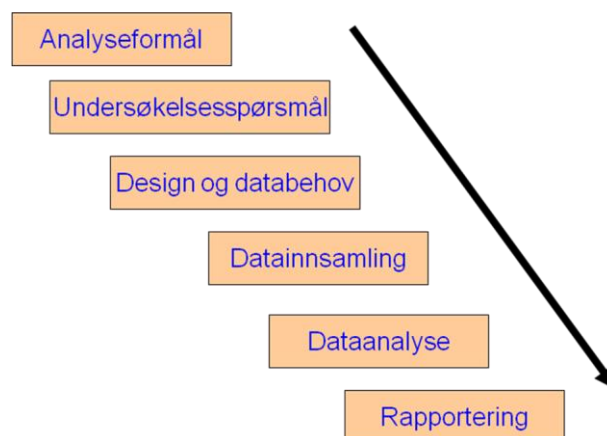 Analyseformål
Undersøkelsesspørsmål
Design og databehov
Datainnsamling
Dataanalyse
Rapportering